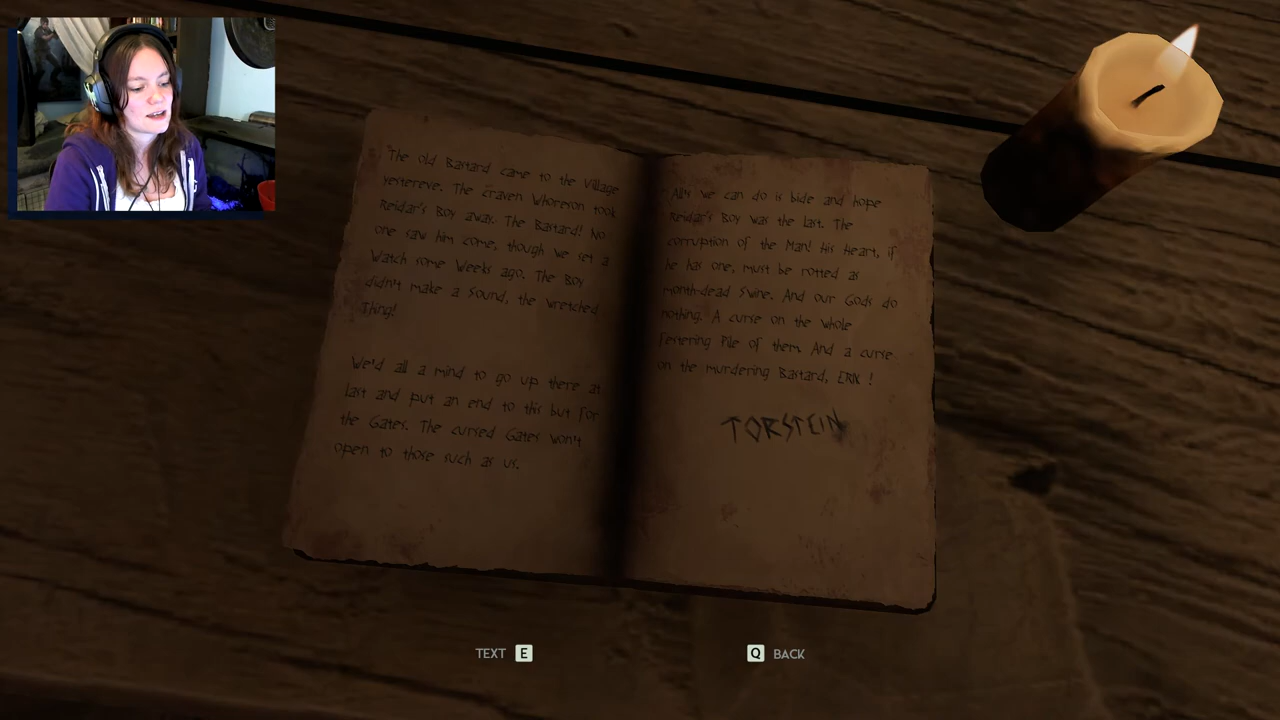 The old Bastard came to the Village
yestereve. The craven Whoreson took
Reidar's Boy away. The Bastard! No
one saw him come, though we set a
Watch some Weeks ago. The Boy
didn't make a Sound, the wretched
Thing!
We'd all a mind to go up there at
last and put an end to this but for
the Gates. The cursed Gates won't
open to those such as us.
All we can do is bide and hope
Reidar's Boy was the last. The
corruption of the Man! His Heart, if
he has one, must be rotted as
month-dead Swine. And our Gods do
nothing. A curse on the whole
festering Pile of them. And a curse
on the murdering Bastard, ERIK!
TORSTEIN
TEXT E
Q BACK